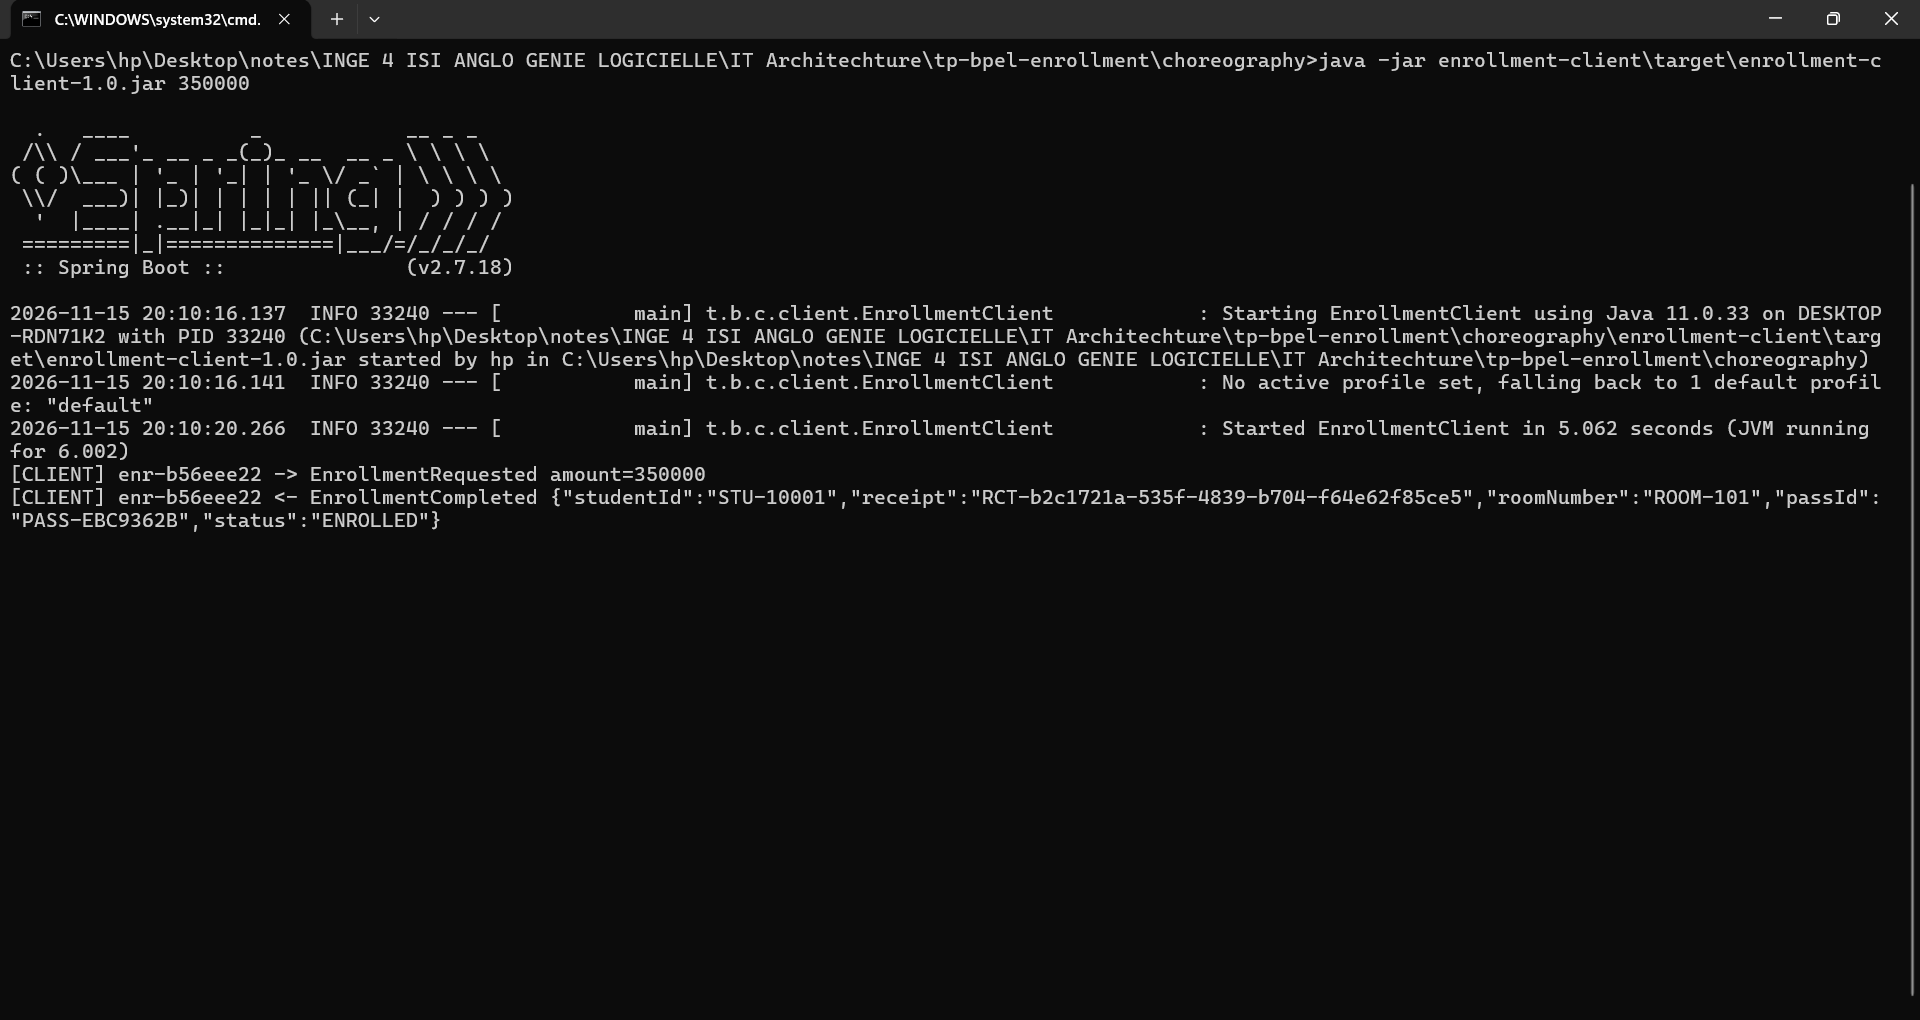 C:\WINDOWS\system32\cmd.
C:\Users\hp\Desktop\notes\INGE 4 ISI ANGLO GENIE LOGICIELLE\IT Architechture\tp-bpel-enrollment\choreography>java -jar enrollment-client\target\enrollment-c
lient-1.0.jar 350000
  .   ____          _            __ _ _
 /\\ / ___'_ __ _ _(_)_ __  __ _ \ \ \ \
( ( )\___ | '_ | '_| | '_ \/ _` | \ \ \ \
 \\/  ___)| |_)| | | | | || (_| |  ) ) ) )
  '  |____| .__|_| |_|_| |_\__, | / / / /
 =========|_|==============|___/=/_/_/_/
 :: Spring Boot ::               (v2.7.18)
2026-11-15 20:10:16.137  INFO 33240 --- [           main] t.b.c.client.EnrollmentClient            : Starting EnrollmentClient using Java 11.0.33 on DESKTOP
-RDN71K2 with PID 33240 (C:\Users\hp\Desktop\notes\INGE 4 ISI ANGLO GENIE LOGICIELLE\IT Architechture\tp-bpel-enrollment\choreography\enrollment-client\targ
et\enrollment-client-1.0.jar started by hp in C:\Users\hp\Desktop\notes\INGE 4 ISI ANGLO GENIE LOGICIELLE\IT Architechture\tp-bpel-enrollment\choreography)
2026-11-15 20:10:16.141  INFO 33240 --- [           main] t.b.c.client.EnrollmentClient            : No active profile set, falling back to 1 default profil
e: "default"
2026-11-15 20:10:20.266  INFO 33240 --- [           main] t.b.c.client.EnrollmentClient            : Started EnrollmentClient in 5.062 seconds (JVM running
for 6.002)
[CLIENT] enr-b56eee22 -> EnrollmentRequested amount=350000
[CLIENT] enr-b56eee22 <- EnrollmentCompleted {"studentId":"STU-10001","receipt":"RCT-b2c1721a-535f-4839-b704-f64e62f85ce5","roomNumber":"ROOM-101","passId":
"PASS-EBC9362B","status":"ENROLLED"}